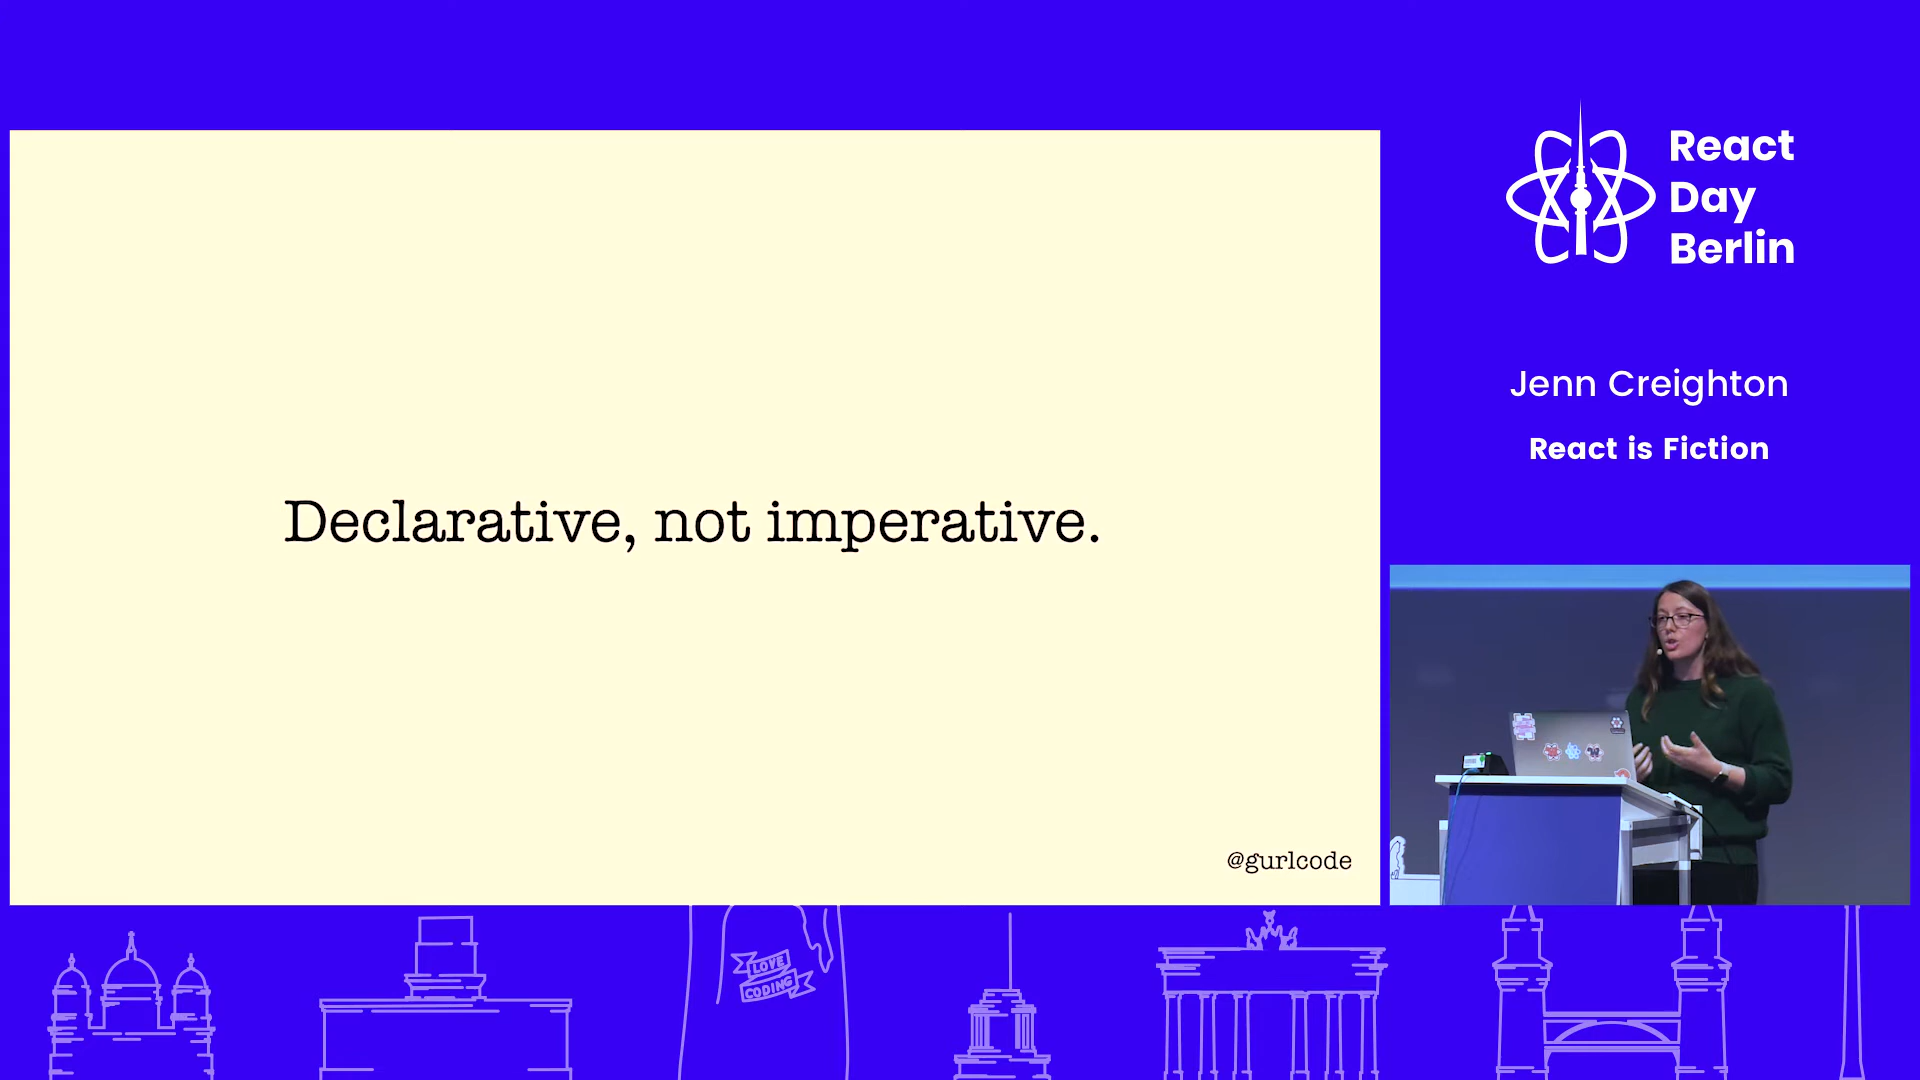 Declarative, not imperative.
@gurlcode
React
Day
Berlin
Jenn Creighton
React is Fiction
LOVE
CODING